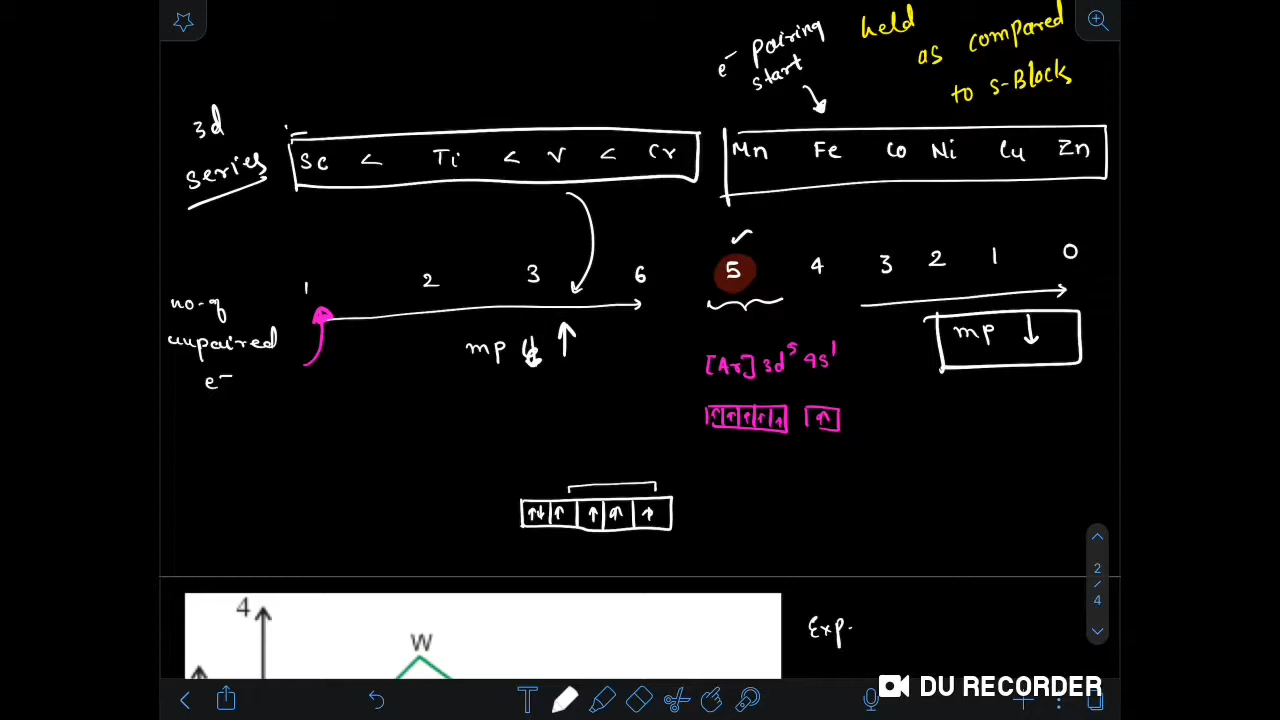 held
as compared
to s-Block
e⁻ pairing
start
3d
series
Sc < Ti < V < Cr
Mn Fe Co Ni Cu Zn
1 2 3 6 5 4 3 2 1 0
no. of
unpaired
e⁻
mp ↑
mp ↓
[Ar] 3d⁵ 4s¹
↑ ↑ ↑ ↑ ↑ ↑
↑↓ ↑ ↑ ↑ ↑
4
W
Exp.
2
4
T
DU RECORDER